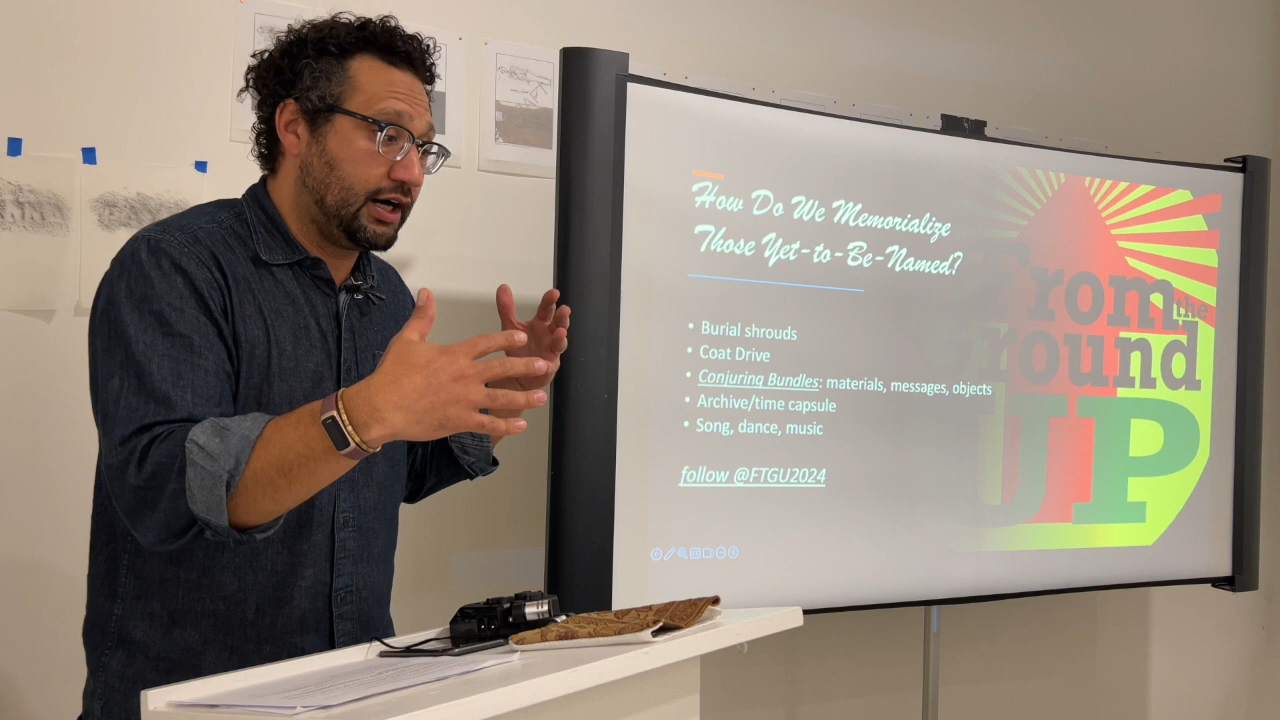 How Do We Memorialize
Those Yet-to-Be-Named?
• Burial shrouds
• Coat Drive
• Conjuring Bundles: materials, messages, objects
• Archive/time capsule
• Song, dance, music
follow @FTGU2024
From
the
Ground
UP